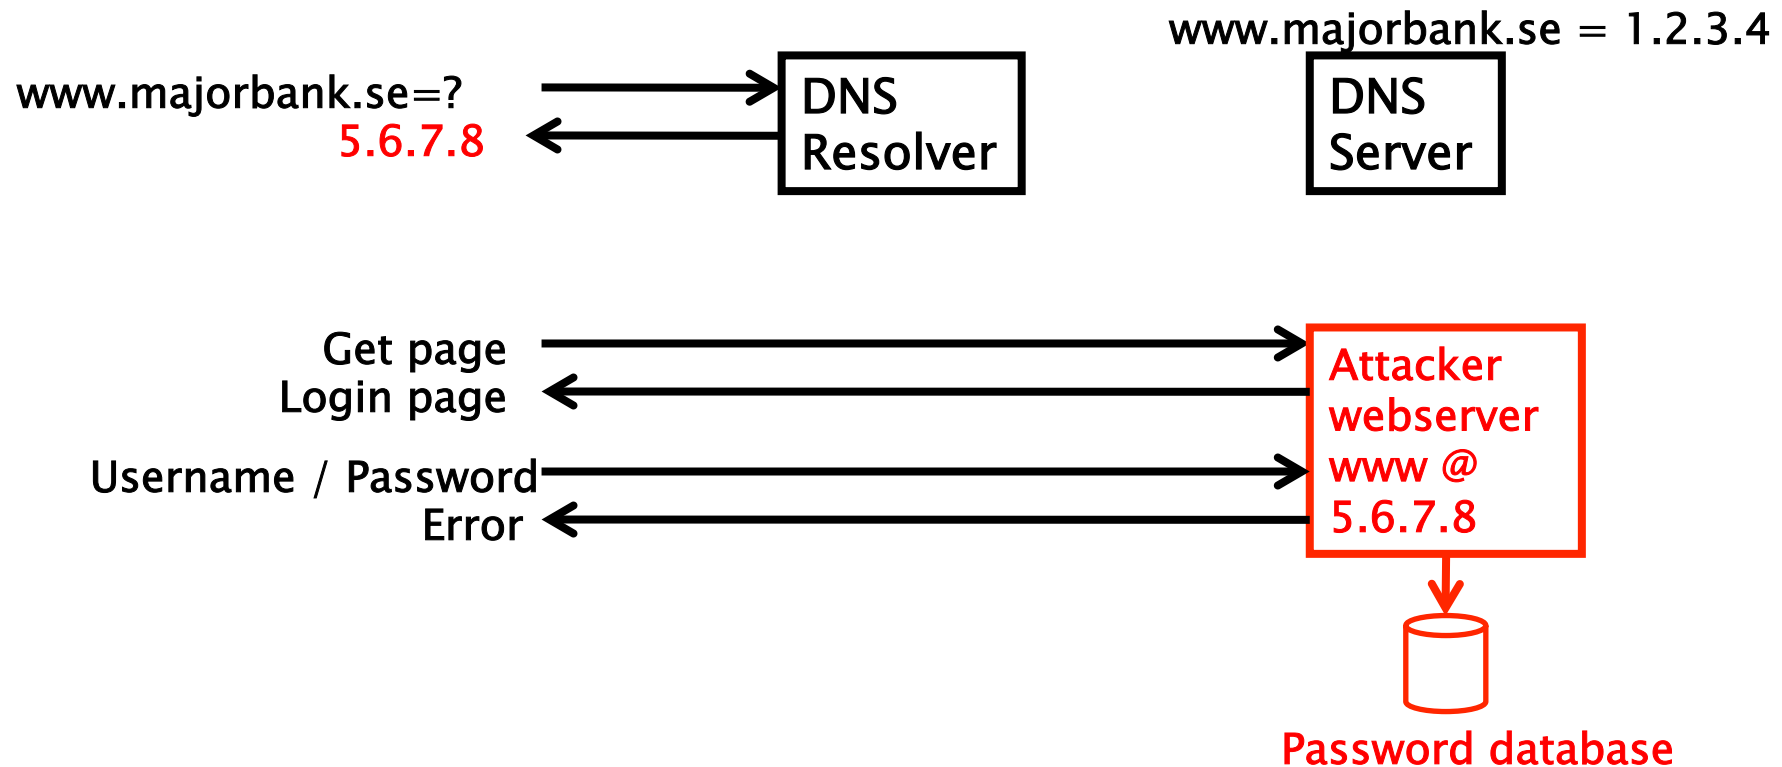 www.majorbank.se = 1.2.3.4
www.majorbank.se=?
5.6.7.8
DNS
Resolver
DNS
Server
Get page
Login page
Username / Password
Error
Attacker
webserver
www @
5.6.7.8
Password database